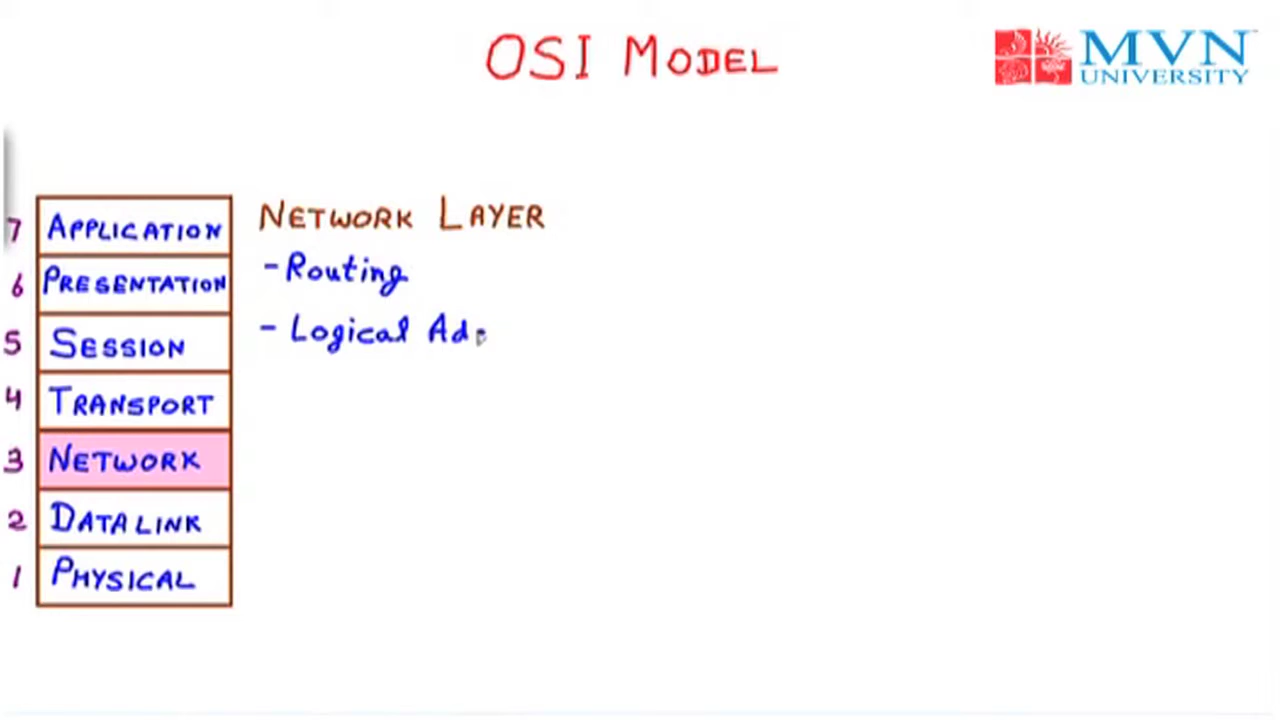 OSI MODEL
MVN
UNIVERSITY
7 APPLICATION
6 PRESENTATION
5 SESSION
4 TRANSPORT
3 NETWORK
2 DATALINK
1 PHYSICAL
NETWORK LAYER
- Routing
- Logical Ad